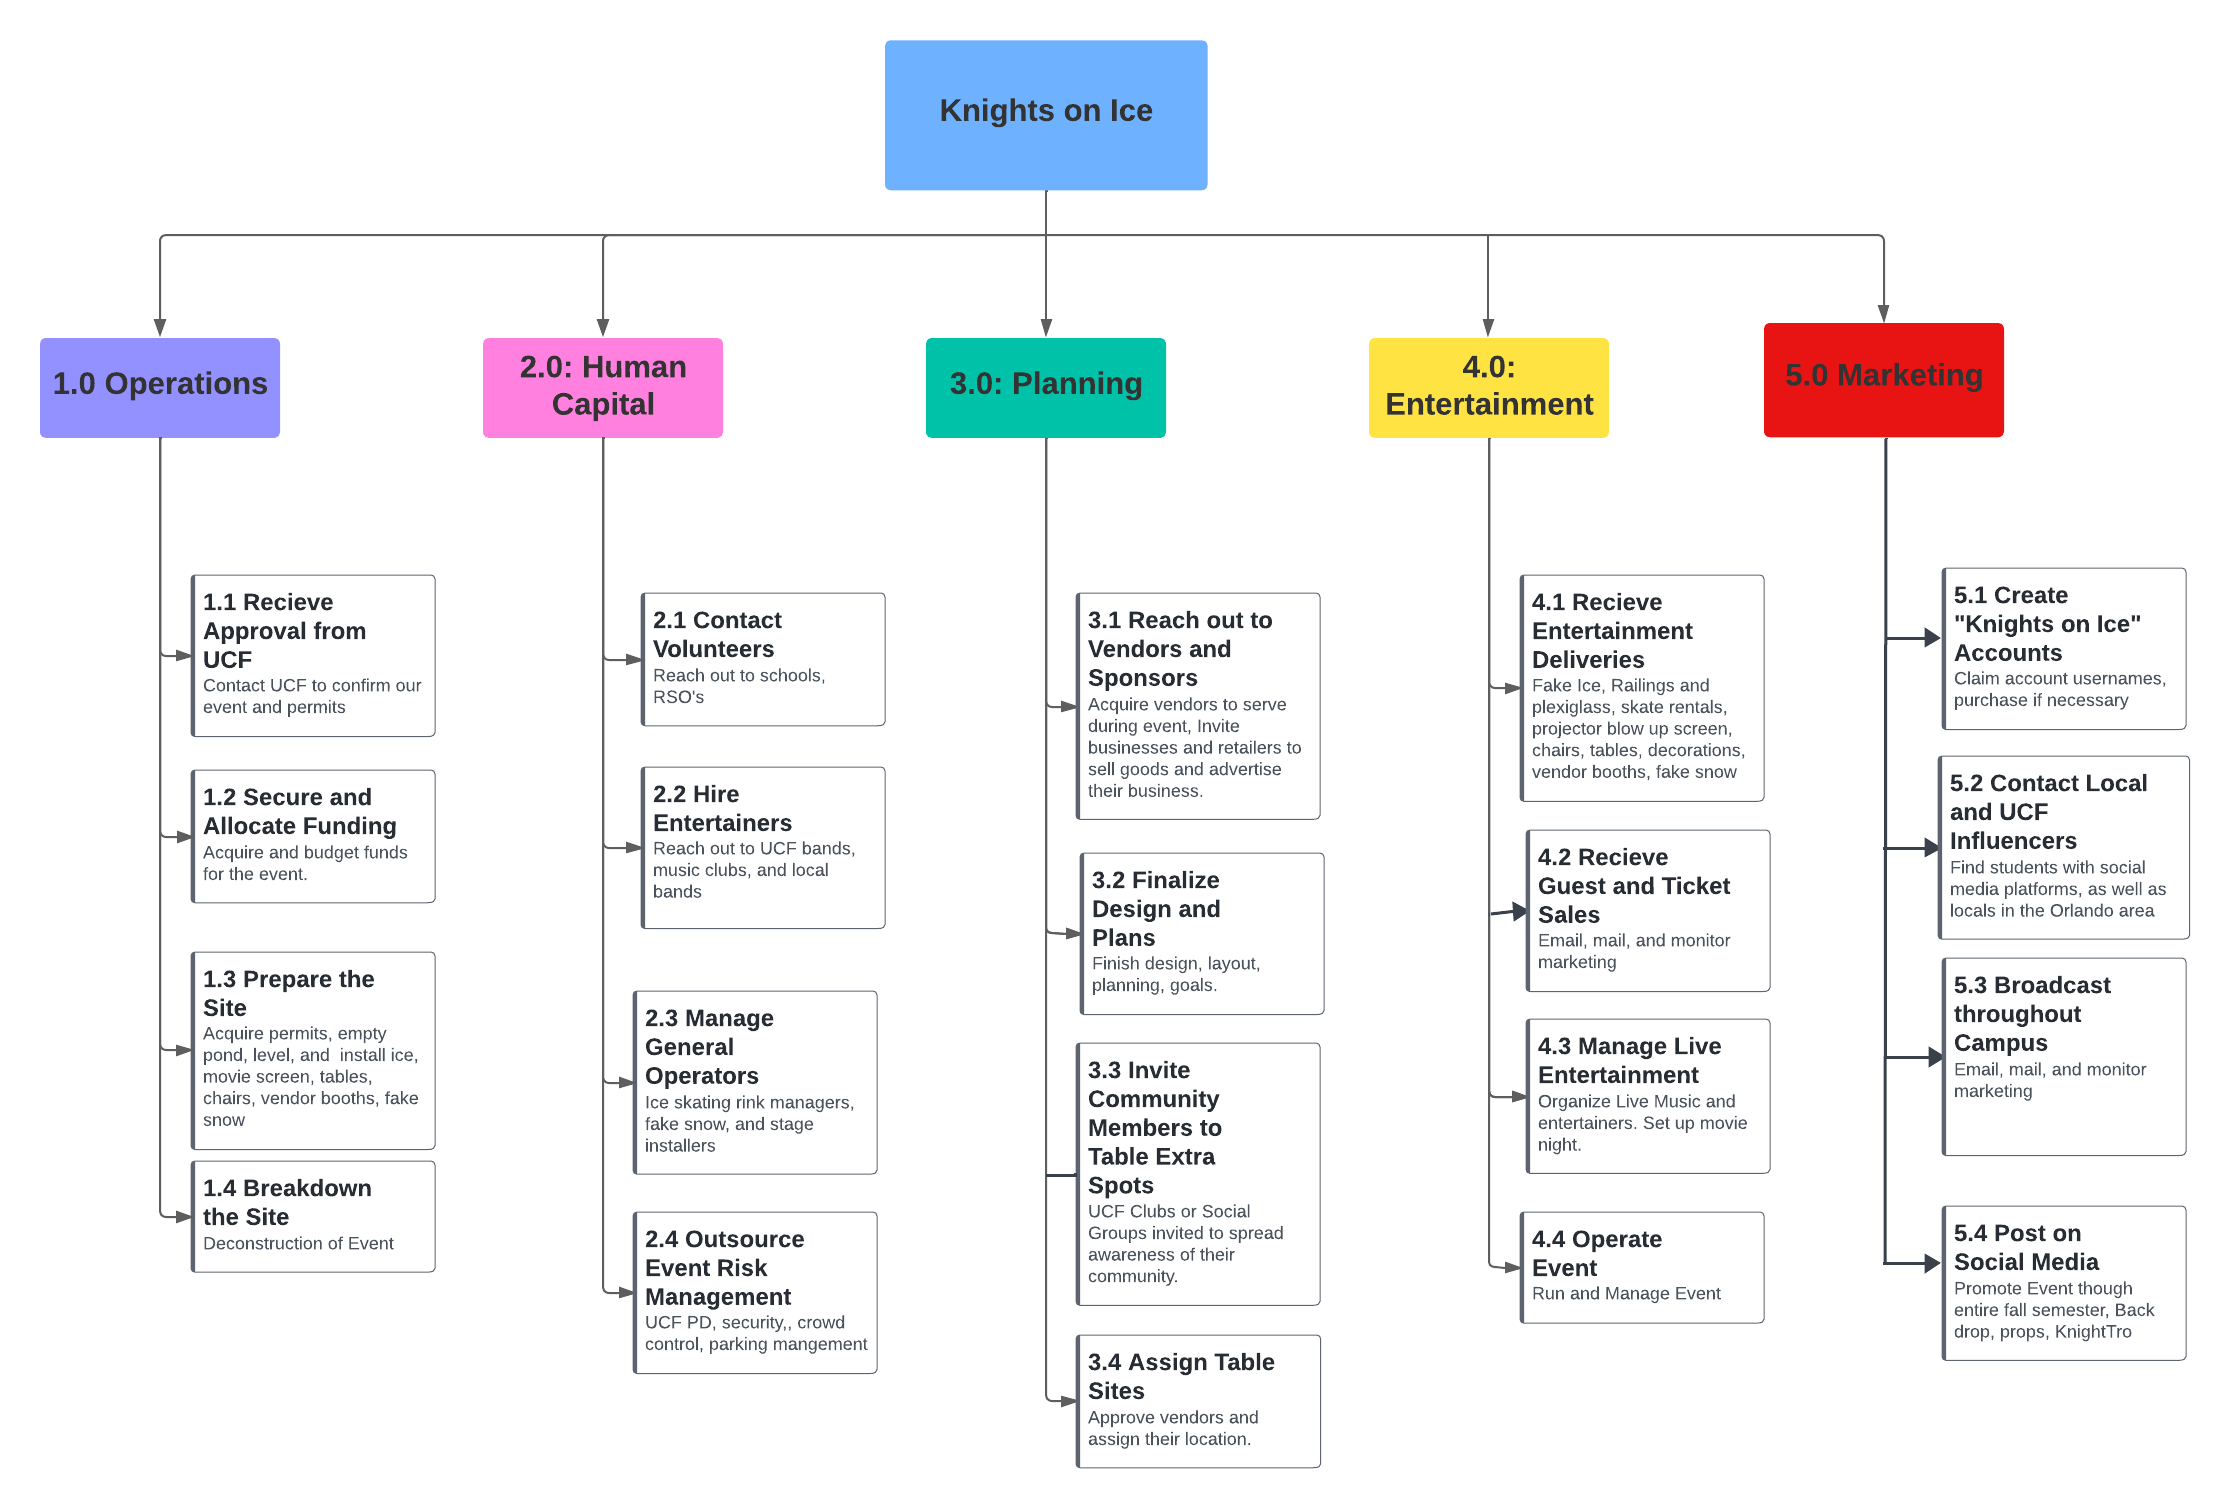 Knights on Ice
1.0 Operations
2.0: Human
Capital
3.0: Planning
4.0:
Entertainment
5.0 Marketing
1.1 Recieve
Approval from
UCF
Contact UCF to confirm our
event and permits
1.2 Secure and
Allocate Funding
Acquire and budget funds
for the event.
1.3 Prepare the
Site
Acquire permits, empty
pond, level, and  install ice,
movie screen, tables,
chairs, vendor booths, fake
snow
1.4 Breakdown
the Site
Deconstruction of Event
2.1 Contact
Volunteers
Reach out to schools,
RSO's
2.2 Hire
Entertainers
Reach out to UCF bands,
music clubs, and local
bands
2.3 Manage
General
Operators
Ice skating rink managers,
fake snow, and stage
installers
2.4 Outsource
Event Risk
Management
UCF PD, security,, crowd
control, parking mangement
3.1 Reach out to
Vendors and
Sponsors
Acquire vendors to serve
during event, Invite
businesses and retailers to
sell goods and advertise
their business.
3.2 Finalize
Design and
Plans
Finish design, layout,
planning, goals.
3.3 Invite
Community
Members to
Table Extra
Spots
UCF Clubs or Social
Groups invited to spread
awareness of their
community.
3.4 Assign Table
Sites
Approve vendors and
assign their location.
4.1 Recieve
Entertainment
Deliveries
Fake Ice, Railings and
plexiglass, skate rentals,
projector blow up screen,
chairs, tables, decorations,
vendor booths, fake snow
4.2 Recieve
Guest and Ticket
Sales
Email, mail, and monitor
marketing
4.3 Manage Live
Entertainment
Organize Live Music and
entertainers. Set up movie
night.
4.4 Operate
Event
Run and Manage Event
5.1 Create
"Knights on Ice"
Accounts
Claim account usernames,
purchase if necessary
5.2 Contact Local
and UCF
Influencers
Find students with social
media platforms, as well as
locals in the Orlando area
5.3 Broadcast
throughout
Campus
Email, mail, and monitor
marketing
5.4 Post on
Social Media
Promote Event though
entire fall semester, Back
drop, props, KnightTro